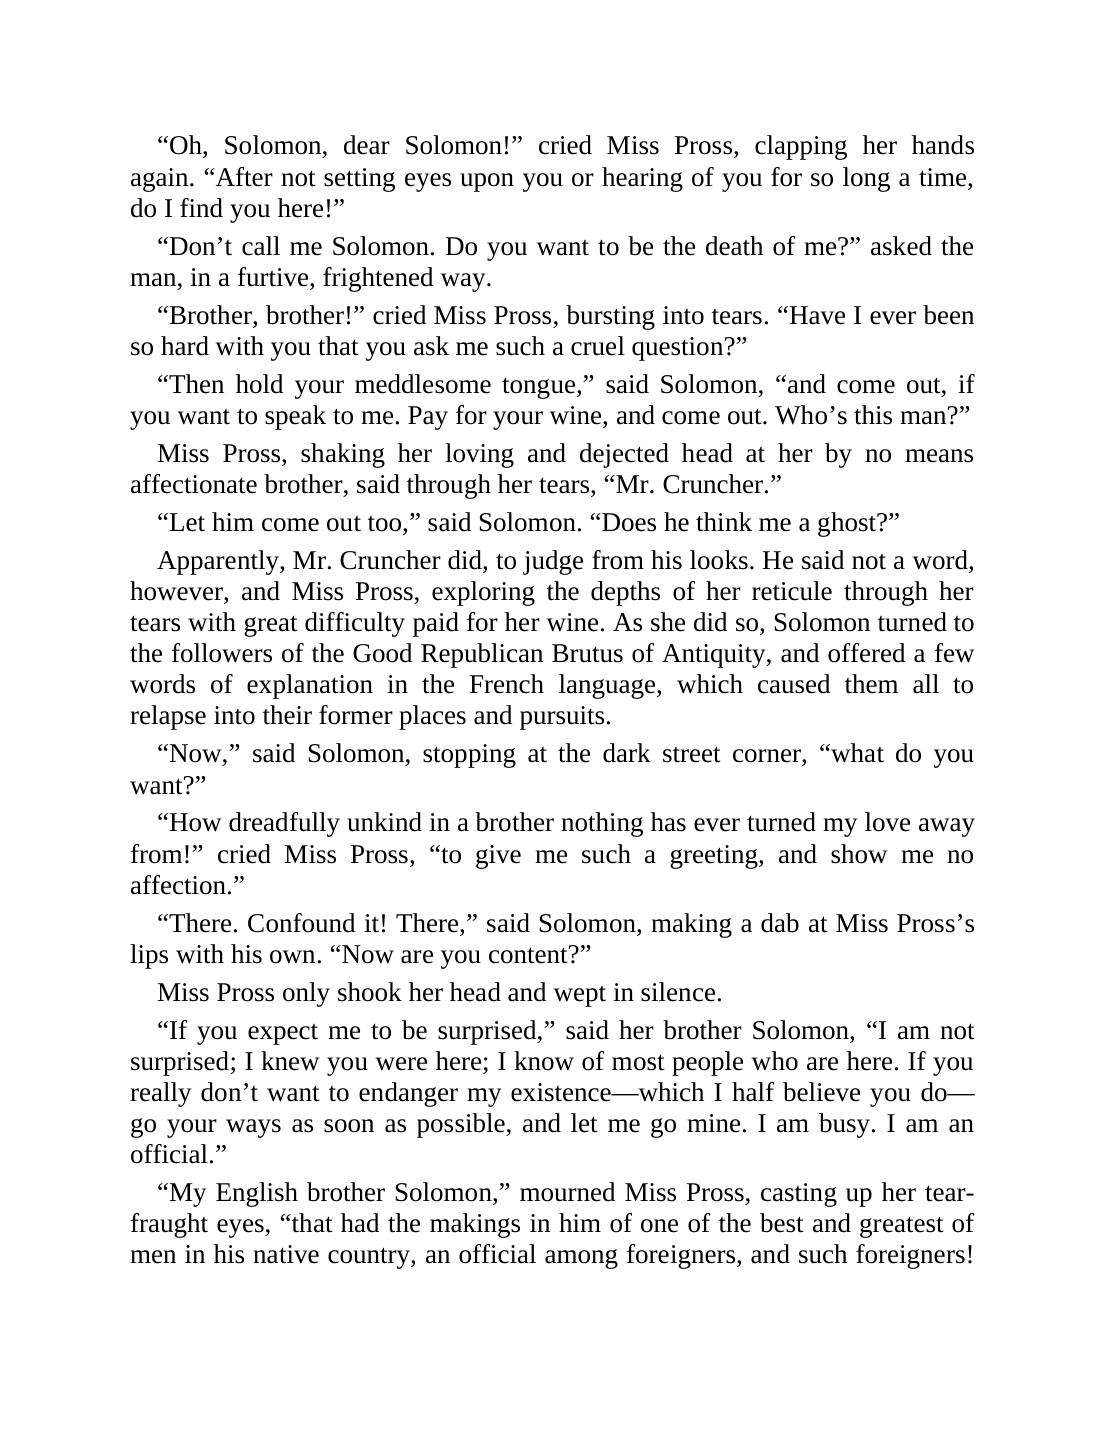 “Oh, Solomon, dear Solomon!” cried Miss Pross, clapping her hands
again. “After not setting eyes upon you or hearing of you for so long a time,
do I find you here!”
“Don’t call me Solomon. Do you want to be the death of me?” asked the
man, in a furtive, frightened way.
“Brother, brother!” cried Miss Pross, bursting into tears. “Have I ever been
so hard with you that you ask me such a cruel question?”
“Then hold your meddlesome tongue,” said Solomon, “and come out, if
you want to speak to me. Pay for your wine, and come out. Who’s this man?”
Miss Pross, shaking her loving and dejected head at her by no means
affectionate brother, said through her tears, “Mr. Cruncher.”
“Let him come out too,” said Solomon. “Does he think me a ghost?”
Apparently, Mr. Cruncher did, to judge from his looks. He said not a word,
however, and Miss Pross, exploring the depths of her reticule through her
tears with great difficulty paid for her wine. As she did so, Solomon turned to
the followers of the Good Republican Brutus of Antiquity, and offered a few
words of explanation in the French language, which caused them all to
relapse into their former places and pursuits.
“Now,” said Solomon, stopping at the dark street corner, “what do you
want?”
“How dreadfully unkind in a brother nothing has ever turned my love away
from!” cried Miss Pross, “to give me such a greeting, and show me no
affection.”
“There. Confound it! There,” said Solomon, making a dab at Miss Pross’s
lips with his own. “Now are you content?”
Miss Pross only shook her head and wept in silence.
“If you expect me to be surprised,” said her brother Solomon, “I am not
surprised; I knew you were here; I know of most people who are here. If you
really don’t want to endanger my existence—which I half believe you do—
go your ways as soon as possible, and let me go mine. I am busy. I am an
official.”
“My English brother Solomon,” mourned Miss Pross, casting up her tear-
fraught eyes, “that had the makings in him of one of the best and greatest of
men in his native country, an official among foreigners, and such foreigners!